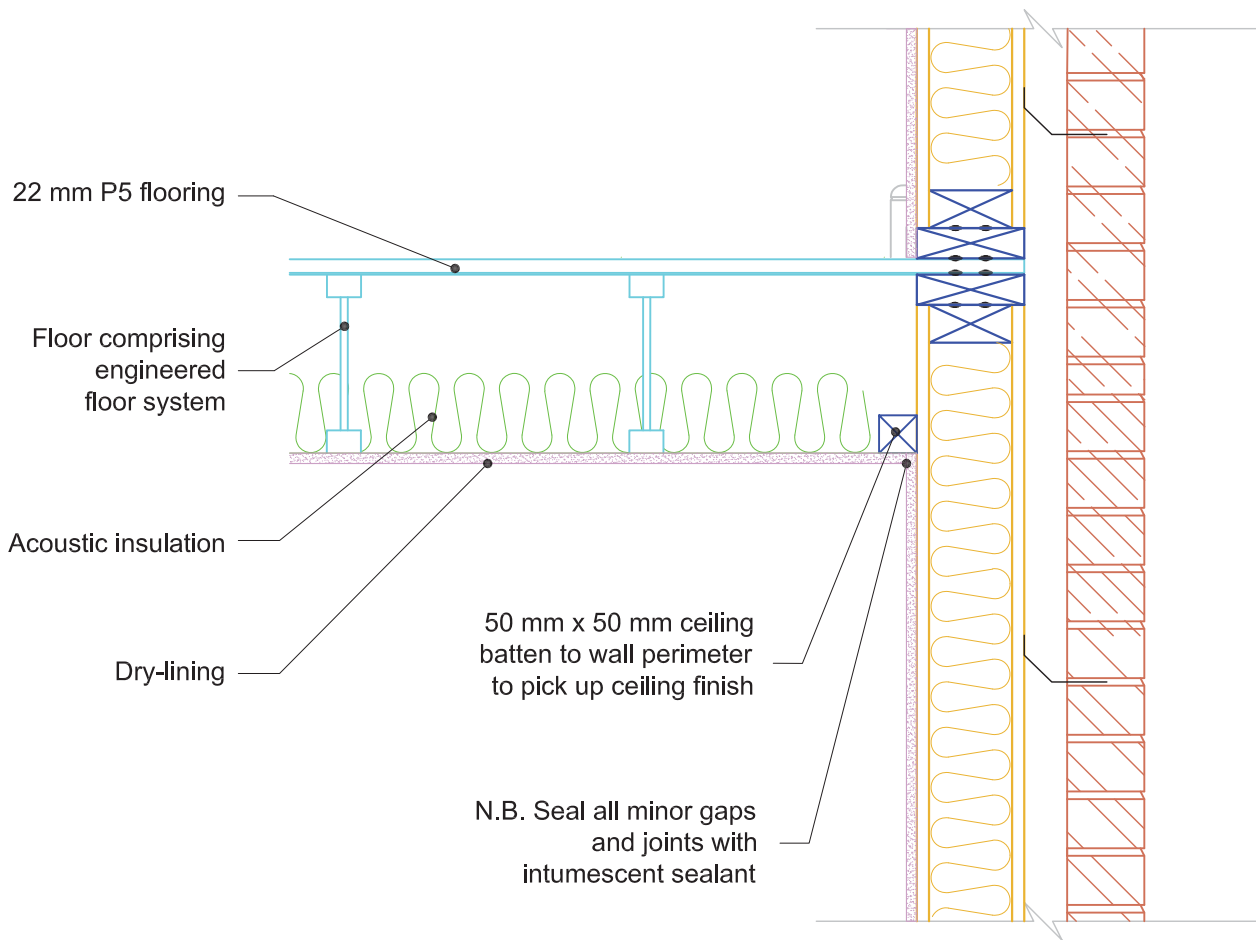 22 mm P5 flooring
Floor comprising
engineered
floor system
Acoustic insulation
Dry-lining
50 mm x 50 mm ceiling
batten to wall perimeter
to pick up ceiling finish
N.B. Seal all minor gaps
and joints with
intumescent sealant